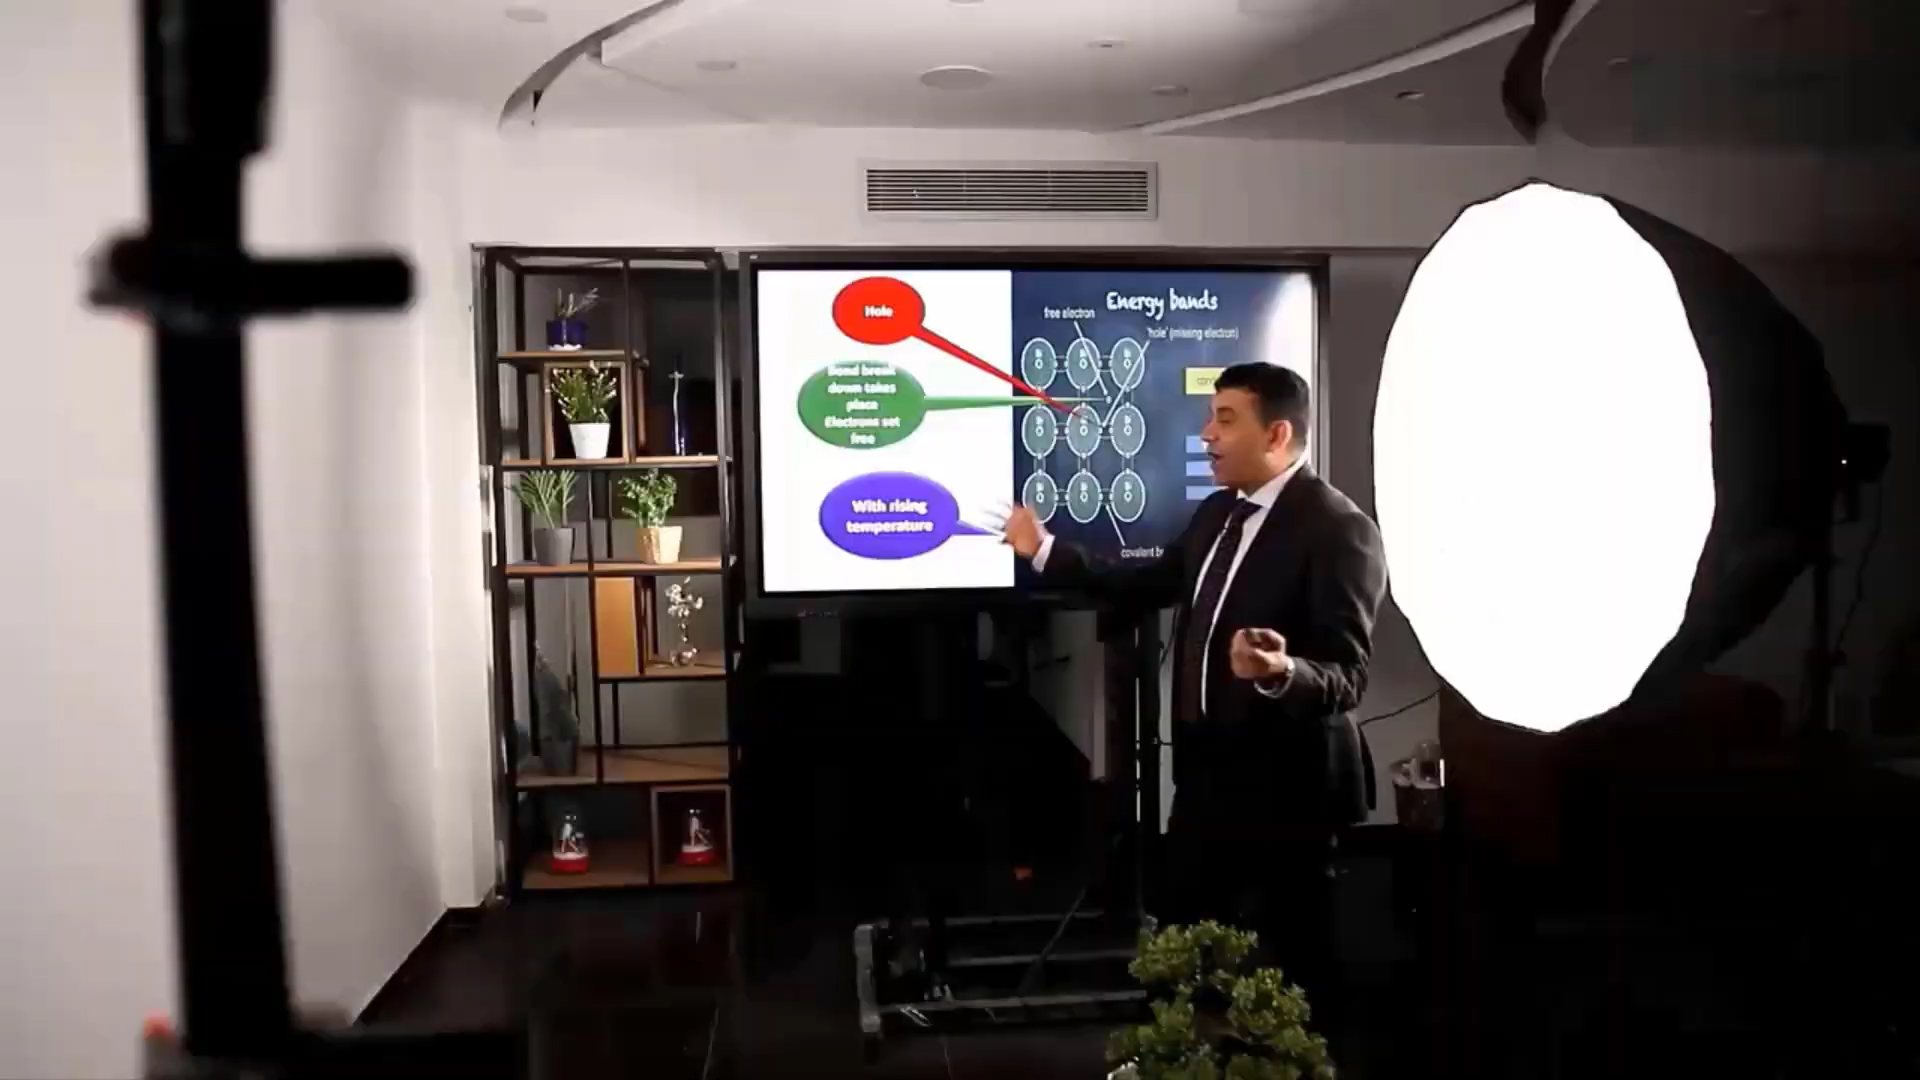 Hole
Bond break
down takes
place
Electrons set
free
With rising
temperature
Energy bands
free electron
'hole' (missing electron)
covalent